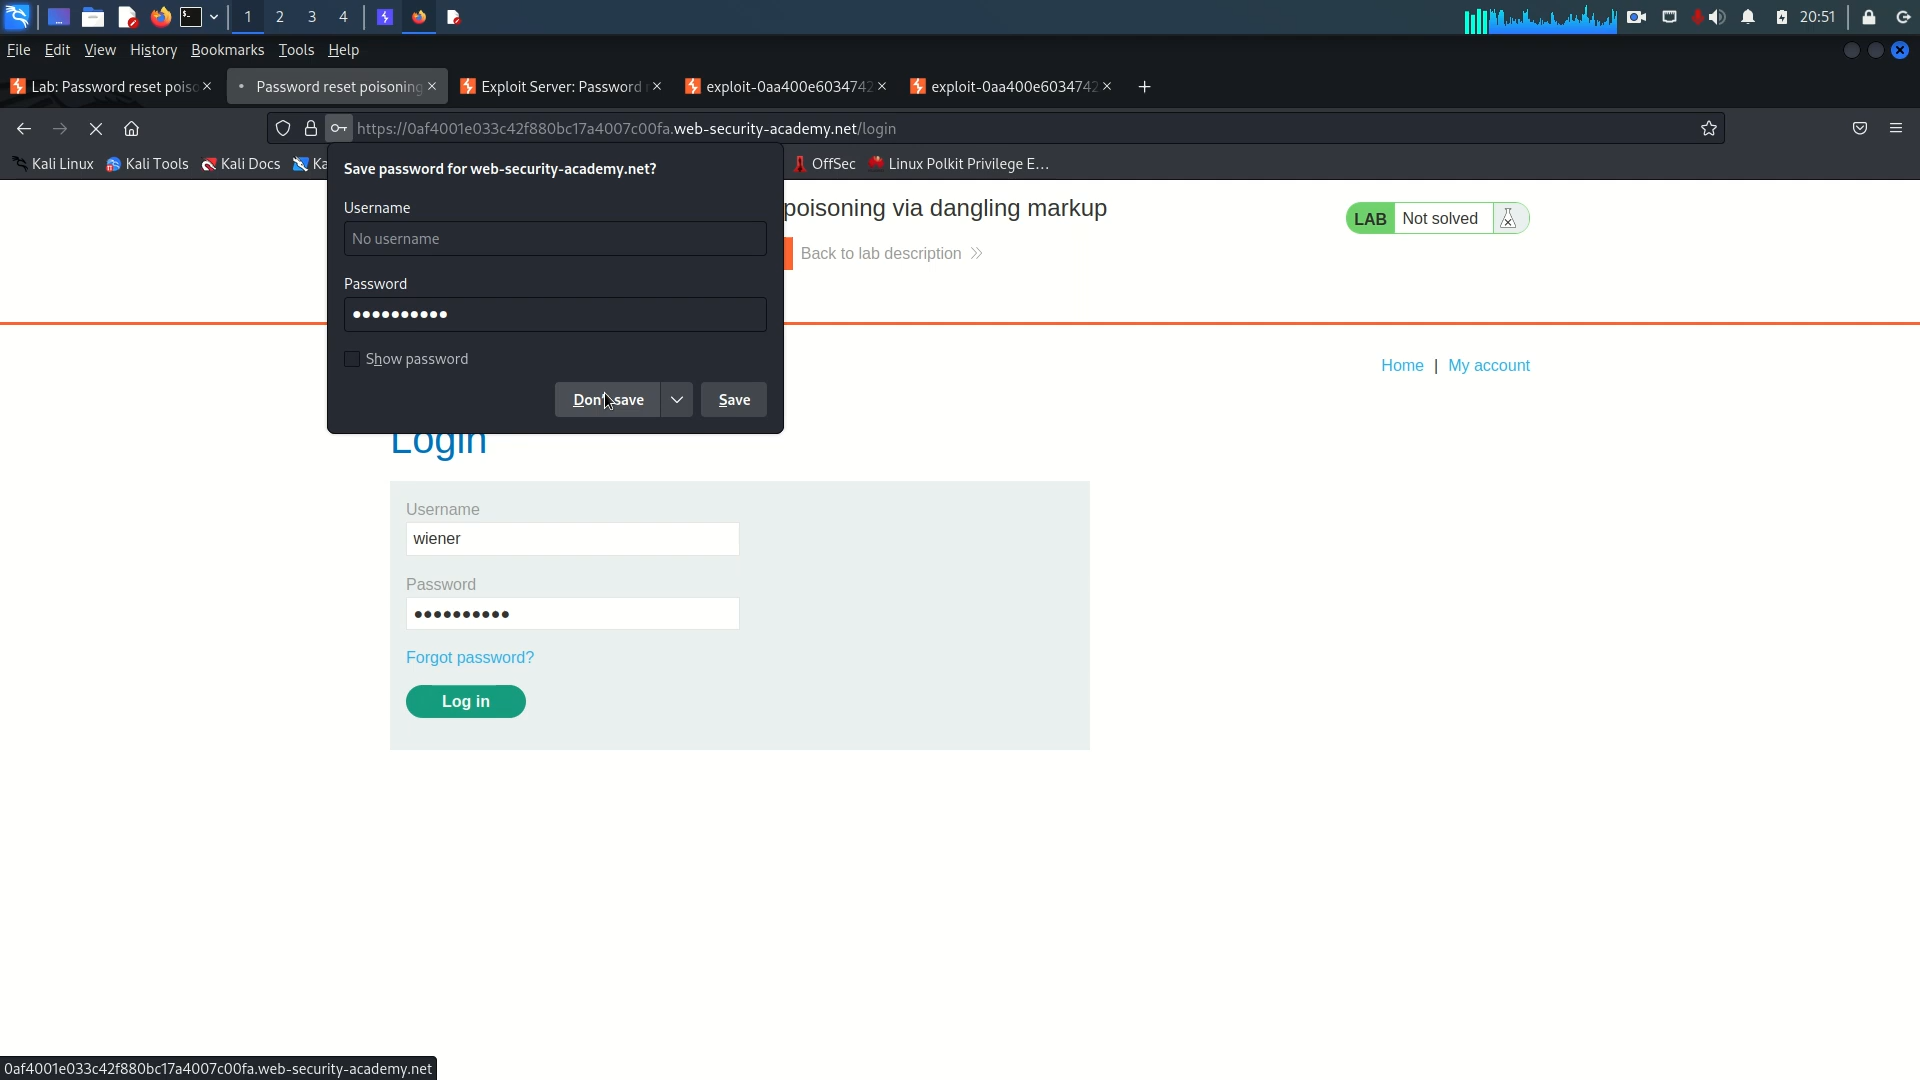 1 2 3 4 20:51
File Edit View History Bookmarks Tools Help
Lab: Password reset pois
Password reset poisoning
Exploit Server: Password
exploit-0aa400e6034742
exploit-0aa400e6034742
https://0af4001e033c42f880bc17a4007c00fa.web-security-academy.net/login
Kali Linux Kali Tools Kali Docs Ka OffSec Linux Polkit Privilege E…
Save password for web-security-academy.net?
Username
No username
Password
Show password
Don't save Save
poisoning via dangling markup
Back to lab description
LAB Not solved
Home | My account
Login
Username
wiener
Password
Forgot password?
Log in
0af4001e033c42f880bc17a4007c00fa.web-security-academy.net